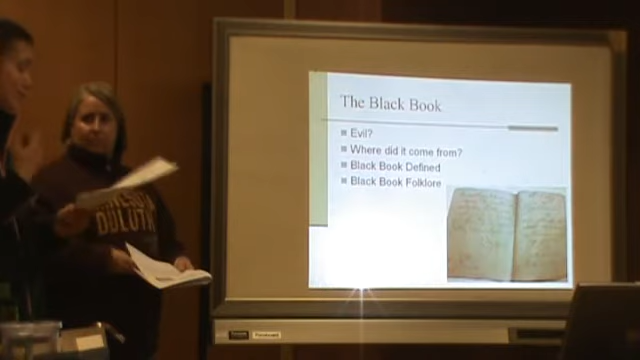 The Black Book
Evil?
Where did it come from?
Black Book Defined
Black Book Folklore
DULUTH